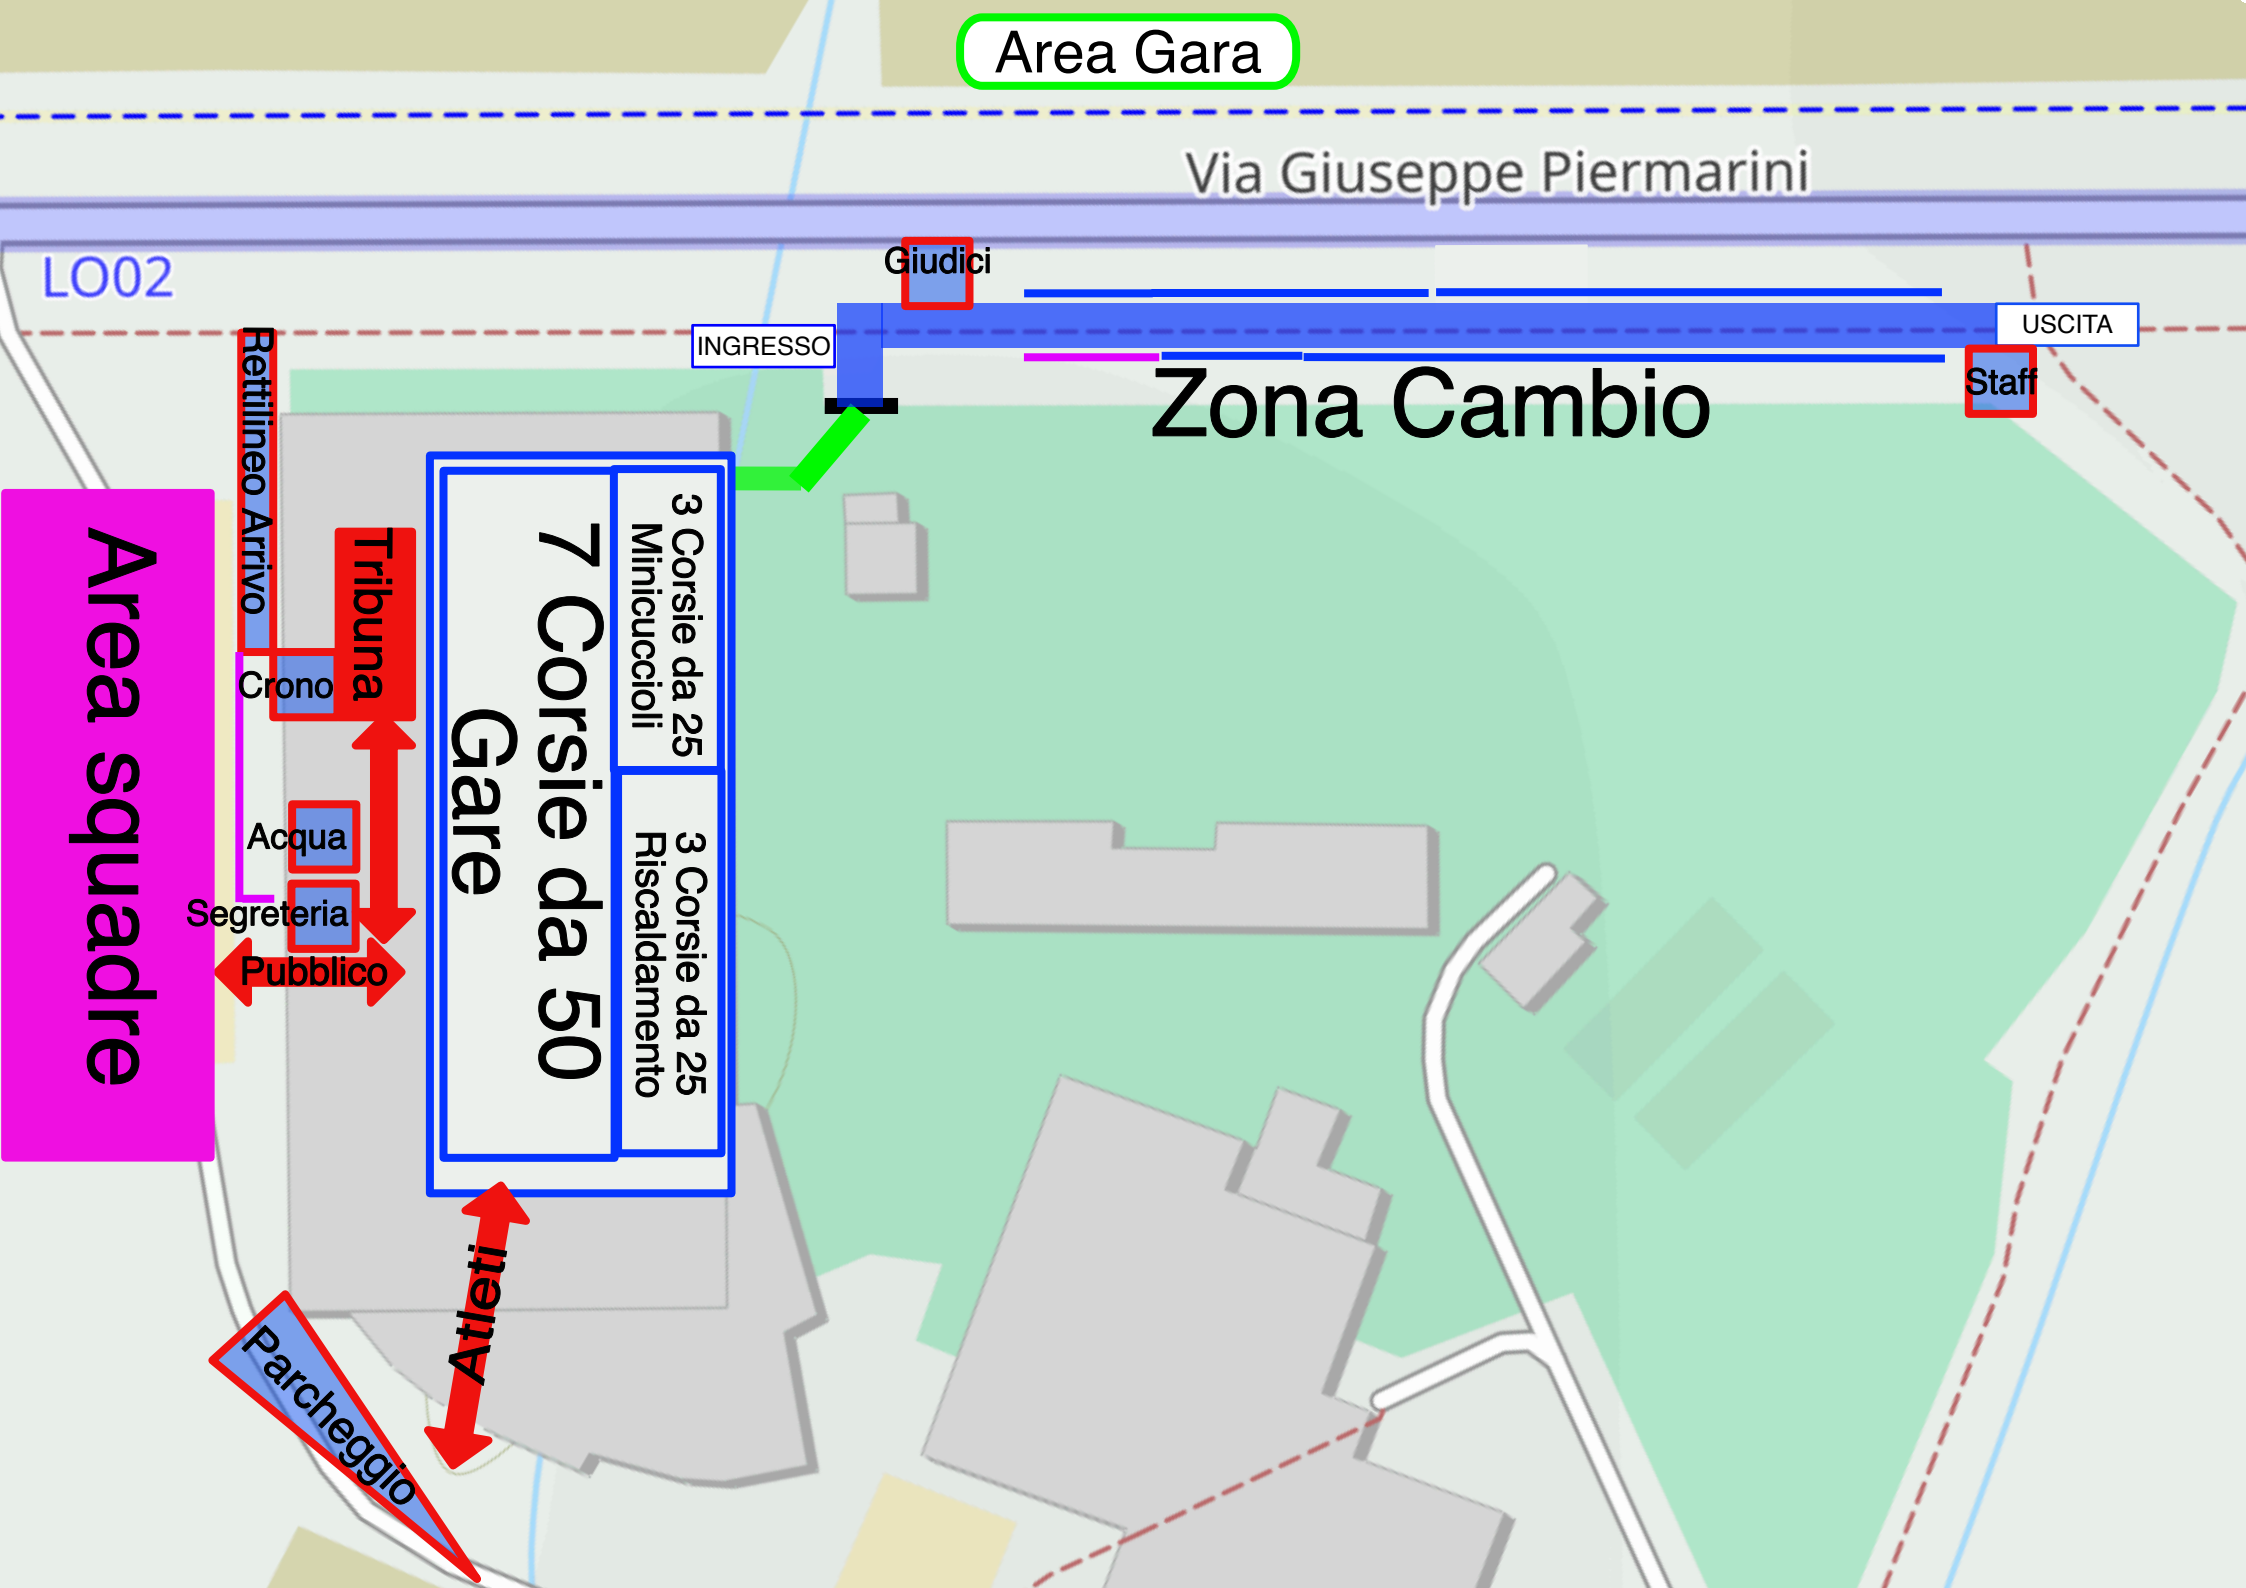 Area Gara
Via Giuseppe Piermarini
LO02
Giudici
INGRESSO
USCITA
Staff
Zona Cambio
Rettilineo Arrivo
Tribuna
Area squadre
Crono
Acqua
Segreteria
Pubblico
7 Corsie da 50
Gare
3 Corsie da 25
Minicuccioli
3 Corsie da 25
Riscaldamento
Atleti
Parcheggio